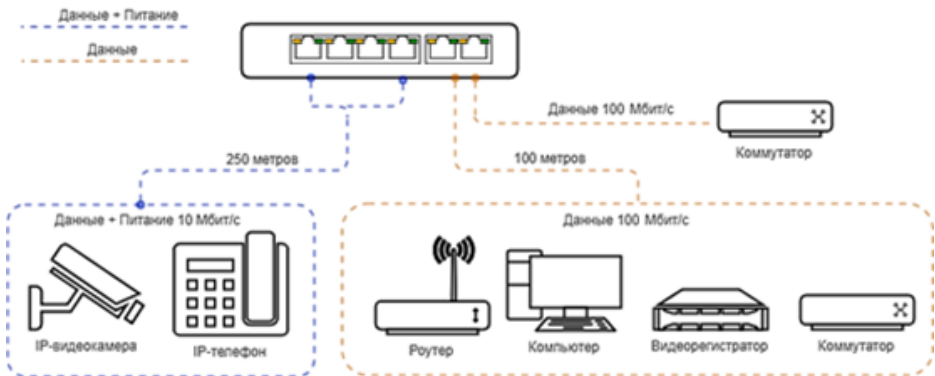 Данные + Питание
Данные
Данные 100 Мбит/с
Коммутатор
250 метров
100 метров
Данные + Питание 10 Мбит/с
Данные 100 Мбит/с
IP-видеокамера
IP-телефон
Роутер
Компьютер
Видеорегистратор
Коммутатор